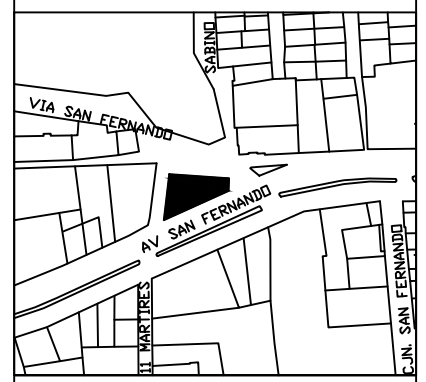 SABINO
VIA SAN FERNANDO
AV SAN FERNANDO
11 MARTIRES
CJN. SAN FERNANDO